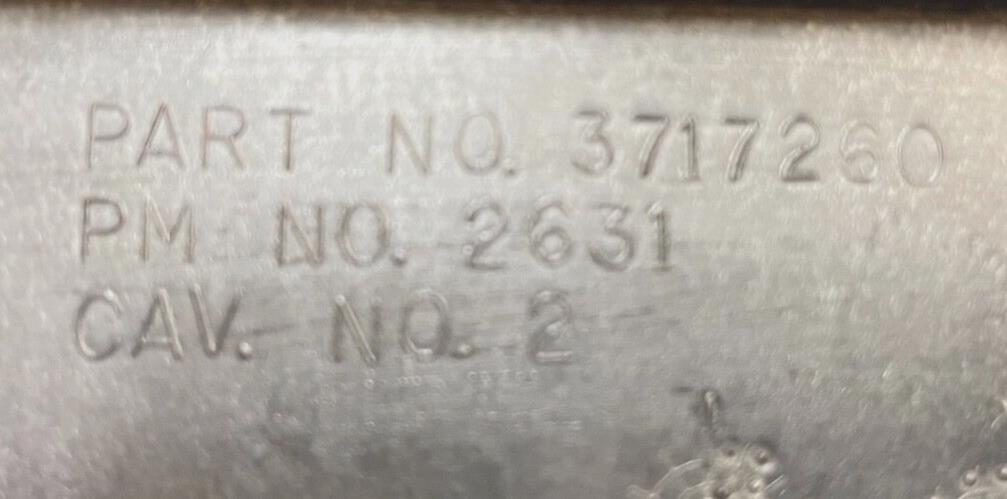 PART NO. 3717260
PM NO. 2631
CAV. NO. 2